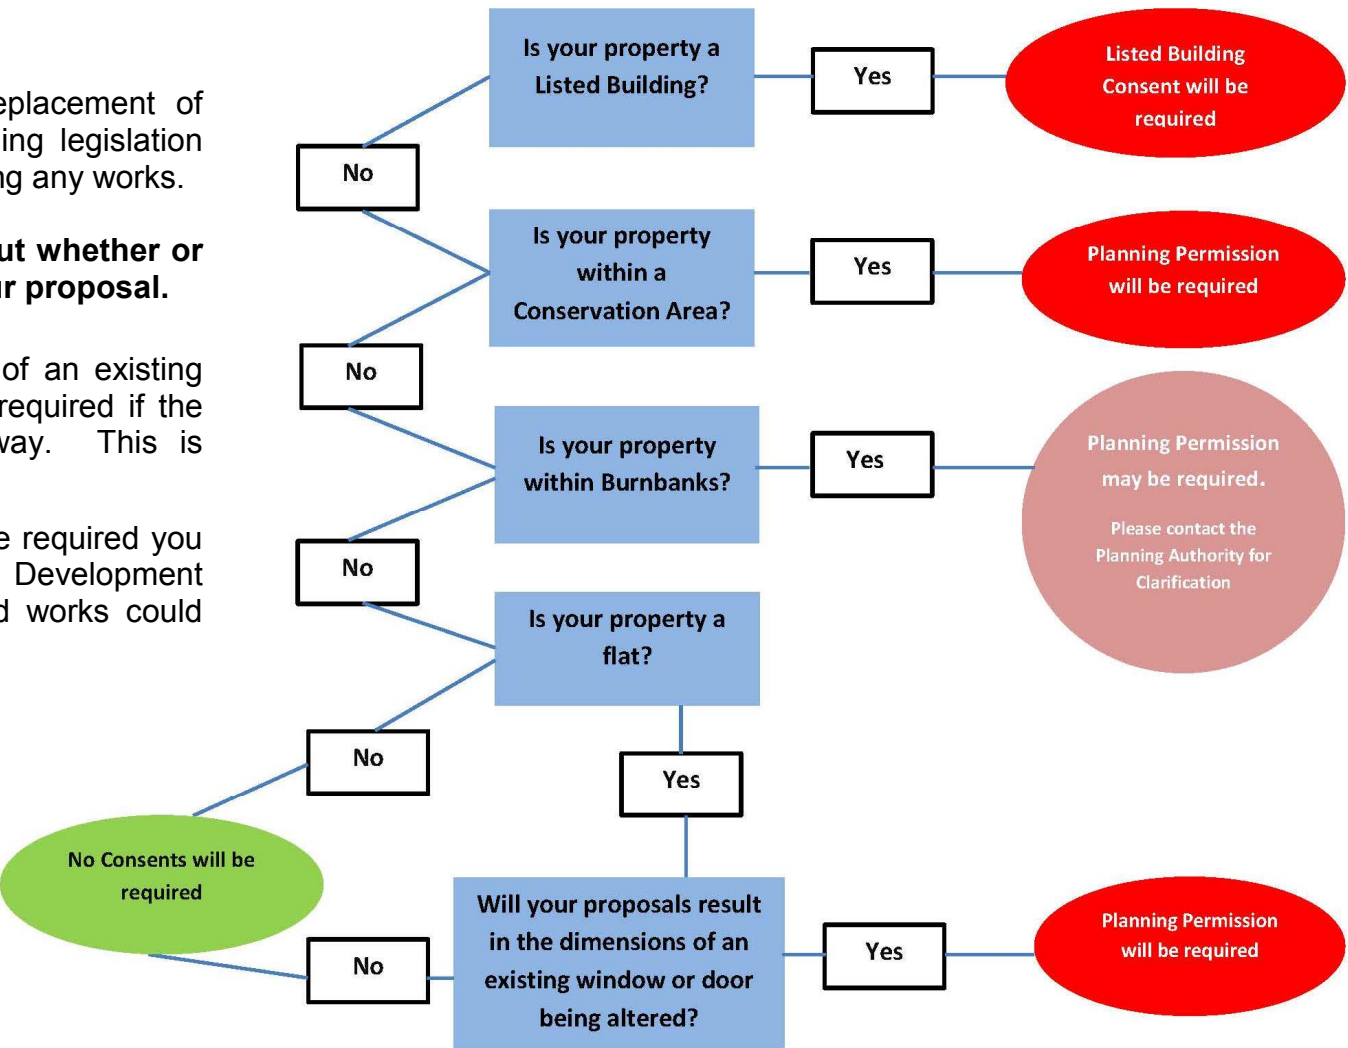 eplacement of
ing legislation
ng any works.
ut whether or
ur proposal.
of an existing
required if the
way. This is
e required you
Development
d works could
Is your property a
Listed Building?
Yes
Listed Building
Consent will be
required
No
Is your property
within a
Conservation Area?
Yes
Planning Permission
will be required
No
Is your property
within Burnbanks?
Yes
Planning Permission
may be required.
Please contact the
Planning Authority for
Clarification
No
Is your property a
flat?
No
Yes
No Consents will be
required
Will your proposals result
in the dimensions of an
existing window or door
being altered?
No
Yes
Planning Permission
will be required